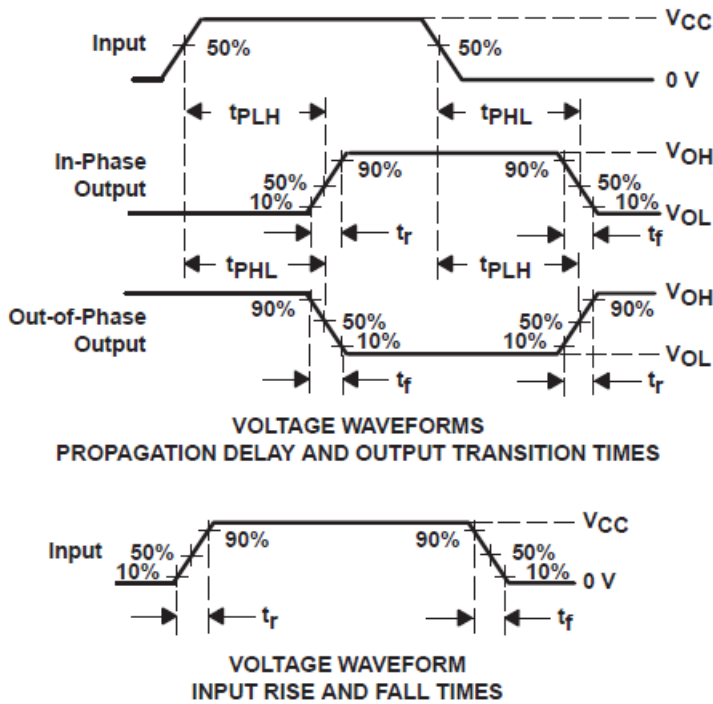 VCC
Input
50%
50%
0 V
tPLH
tPHL
In-Phase
Output
VOH
90%
90%
50%
50%
10%
10%
VOL
tr
tf
tPHL
tPLH
Out-of-Phase
Output
VOH
90%
90%
50%
50%
10%
10%
VOL
tf
tr
VOLTAGE WAVEFORMS
PROPAGATION DELAY AND OUTPUT TRANSITION TIMES
VCC
Input
90%
90%
50%
50%
10%
10%
0 V
tr
tf
VOLTAGE WAVEFORM
INPUT RISE AND FALL TIMES